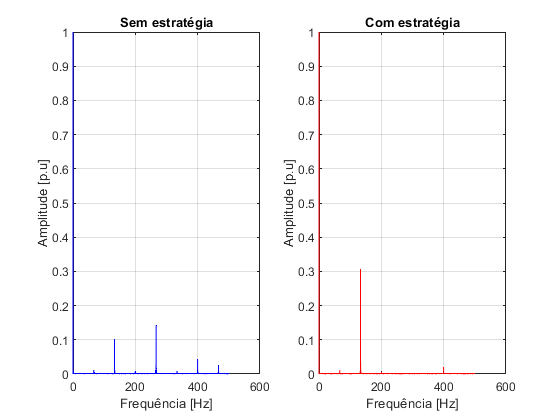 Sem estratégia
1
0.9
0.8
0.7
0.6
0.5
0.4
0.3
0.2
0.1
0
Amplitude [p.u]
0 200 400 600
Frequência [Hz]
Com estratégia
1
0.9
0.8
0.7
0.6
0.5
0.4
0.3
0.2
0.1
0
Amplitude [p.u]
0 200 400 600
Frequência [Hz]